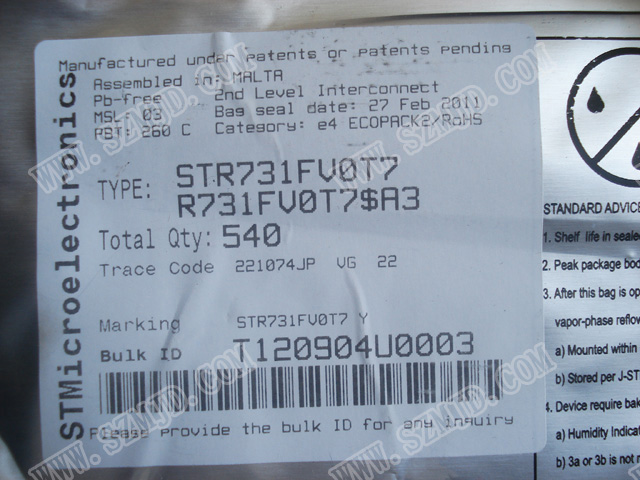 Manufactured under patents or patents pending
Assembled in: MALTA
Pb-free 2nd Level Interconnect
MSL: 03 Bag seal date: 27 Feb 2011
PBT: 260 C Category: e4 ECOPACK2/RoHS
TYPE: STR731FV0T7
R731FV0T7$A3
Total Qty: 540
Trace Code 221074JP VG 22
Marking STR731FV0T7 Y
Bulk ID T120904U0003
Please provide the bulk ID for any inquiry
STMicroelectronics
STANDARD ADVICE
1. Shelf life in seale
2. Peak package bod
3. After this bag is op
vapor-phase reflow
a) Mounted within
b) Stored per J-ST
4. Device require bak
a) Humidity Indicat
b) 3a or 3b is not r
WWW.SZMJD.COM